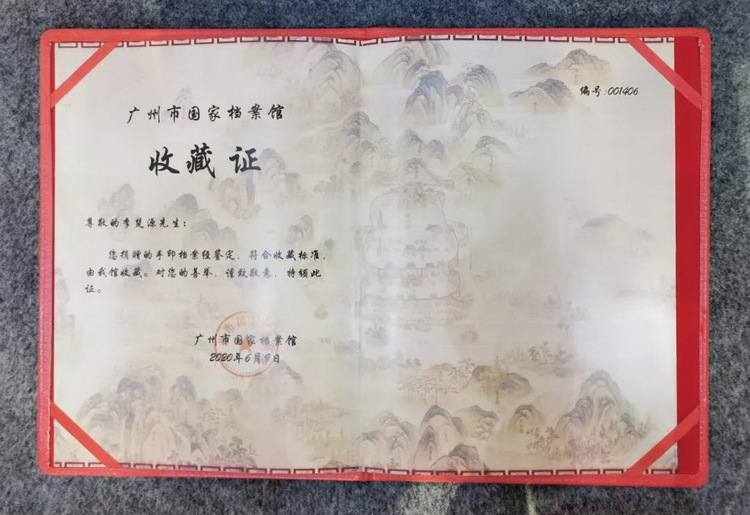 编号:001406
广州市国家档案馆
收藏证
尊敬的李楚源先生：
您捐赠的手印档案经鉴定，符合收藏标准，
由我馆收藏。对您的善举，谨致敬意，特颁此
证。
广州市国家档案馆
2020年6月9日